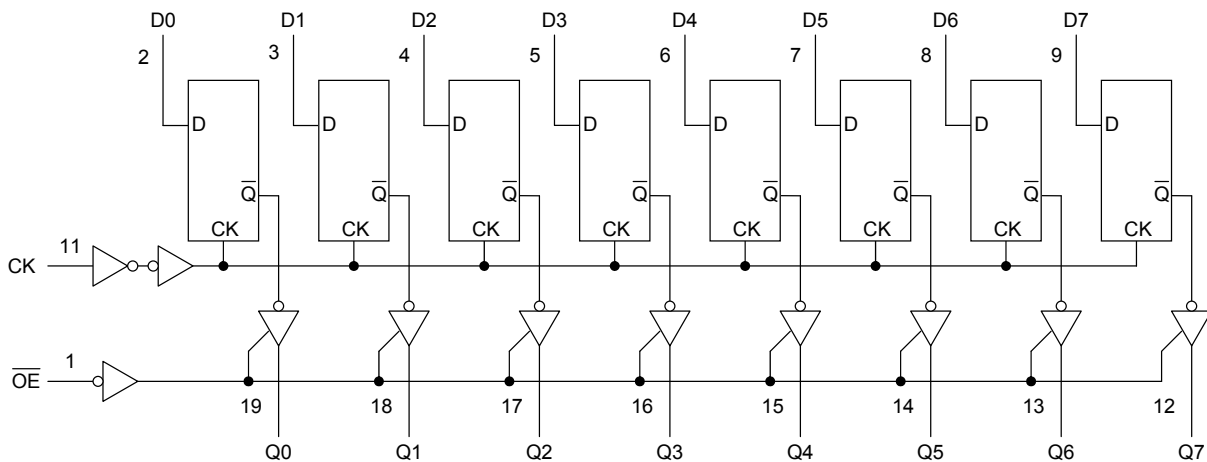 D0 D1 D2 D3 D4 D5 D6 D7
2 3 4 5 6 7 8 9
D D D D D D D D
Q̅ Q̅ Q̅ Q̅ Q̅ Q̅ Q̅ Q̅
CK CK CK CK CK CK CK CK
11
CK
1
O̅E̅
19 18 17 16 15 14 13 12
Q0 Q1 Q2 Q3 Q4 Q5 Q6 Q7